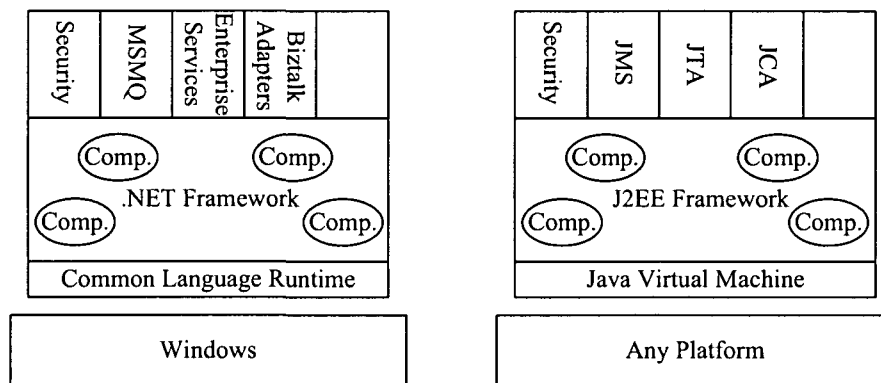 Security
MSMQ
Enterprise
Services
Biztalk
Adapters
Comp.
Comp.
.NET Framework
Comp.
Comp.
Common Language Runtime
Windows
Security
JMS
JTA
JCA
Comp.
Comp.
J2EE Framework
Comp.
Comp.
Java Virtual Machine
Any Platform